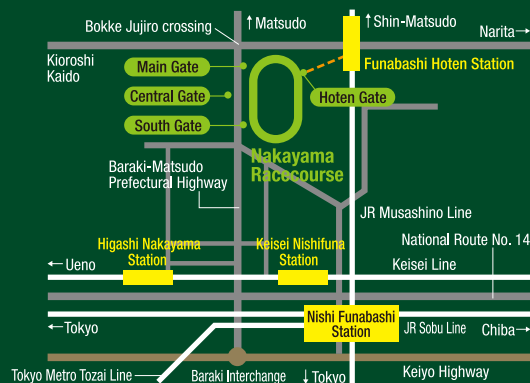 ↑Matsudo
↑Shin-Matsudo
Bokke Jujiro crossing
Narita→
Kioroshi
Kaido
Main Gate
Funabashi Hoten Station
Central Gate
Hoten Gate
South Gate
Nakayama
Racecourse
Baraki-Matsudo
Prefectural Highway
JR Musashino Line
Higashi Nakayama
Station
Keisei Nishifuna
Station
National Route No. 14
←Ueno
Keisei Line
Nishi Funabashi
Station
←Tokyo
JR Sobu Line
Chiba→
Tokyo Metro Tozai Line
Baraki Interchange
↓Tokyo
Keiyo Highway